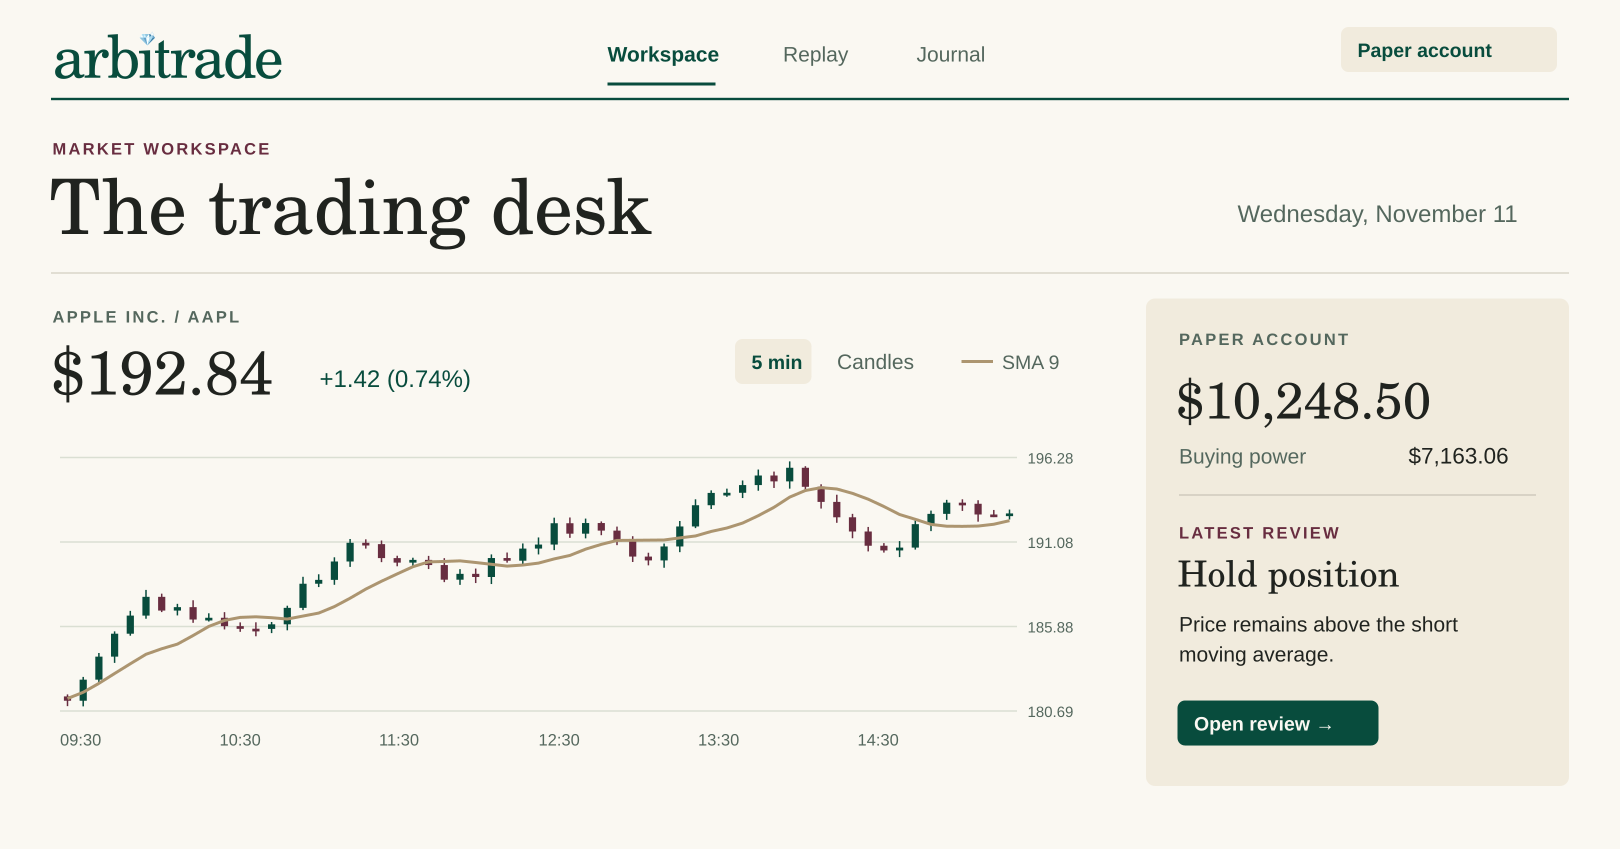 arbitrade
Workspace
Replay
Journal
Paper account
MARKET WORKSPACE
The trading desk
Wednesday, November 11
APPLE INC. / AAPL
$192.84
+1.42 (0.74%)
5 min
Candles
SMA 9
196.28
191.08
185.88
180.69
09:30
10:30
11:30
12:30
13:30
14:30
PAPER ACCOUNT
$10,248.50
Buying power
$7,163.06
LATEST REVIEW
Hold position
Price remains above the short
moving average.
Open review →